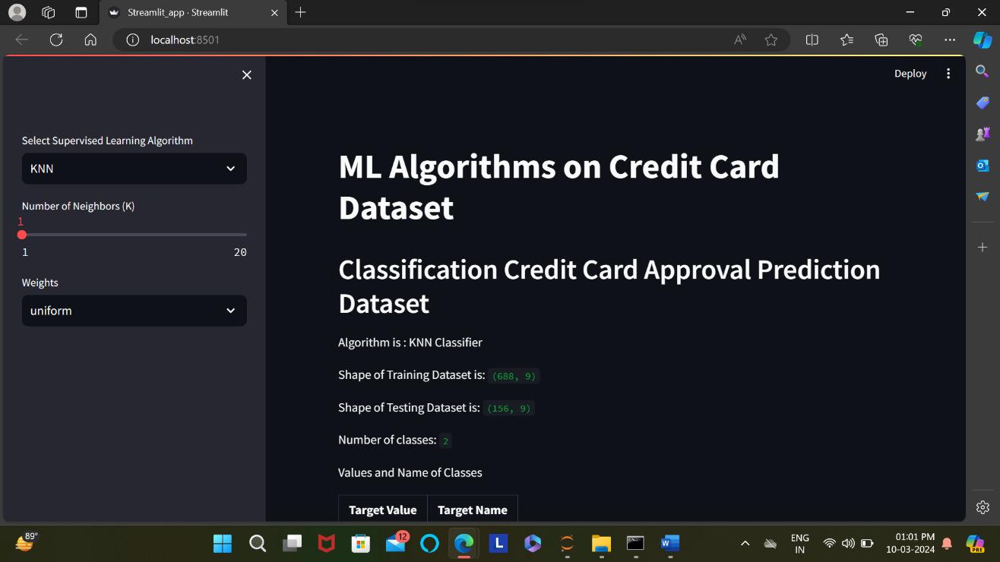 Streamlit_app · Streamlit
localhost:8501
Deploy
Select Supervised Learning Algorithm
KNN
Number of Neighbors (K)
1
1 20
Weights
uniform
ML Algorithms on Credit Card
Dataset
Classification Credit Card Approval Prediction
Dataset
Algorithm is : KNN Classifier
Shape of Training Dataset is: (688, 9)
Shape of Testing Dataset is: (156, 9)
Number of classes: 2
Values and Name of Classes
Target Value Target Name
89°
12
L
W
PRE
ENG
IN
01:01 PM
10-03-2024